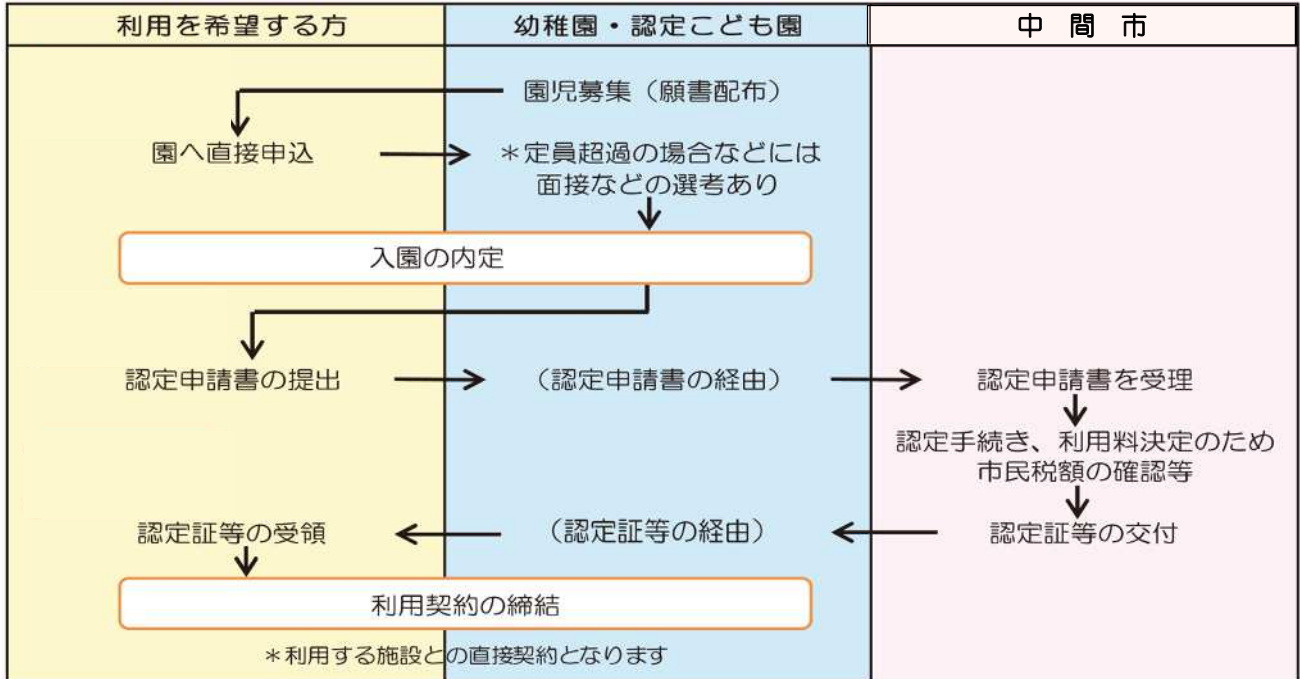 利用を希望する方
幼稚園・認定こども園
中 間 市
園児募集（願書配布）
園へ直接申込
＊定員超過の場合などには
面接などの選考あり
入園の内定
認定申請書の提出
（認定申請書の経由）
認定申請書を受理
認定手続き、利用料決定のため
市民税額の確認等
認定証等の受領
（認定証等の経由）
認定証等の交付
利用契約の締結
＊利用する施設との直接契約となります